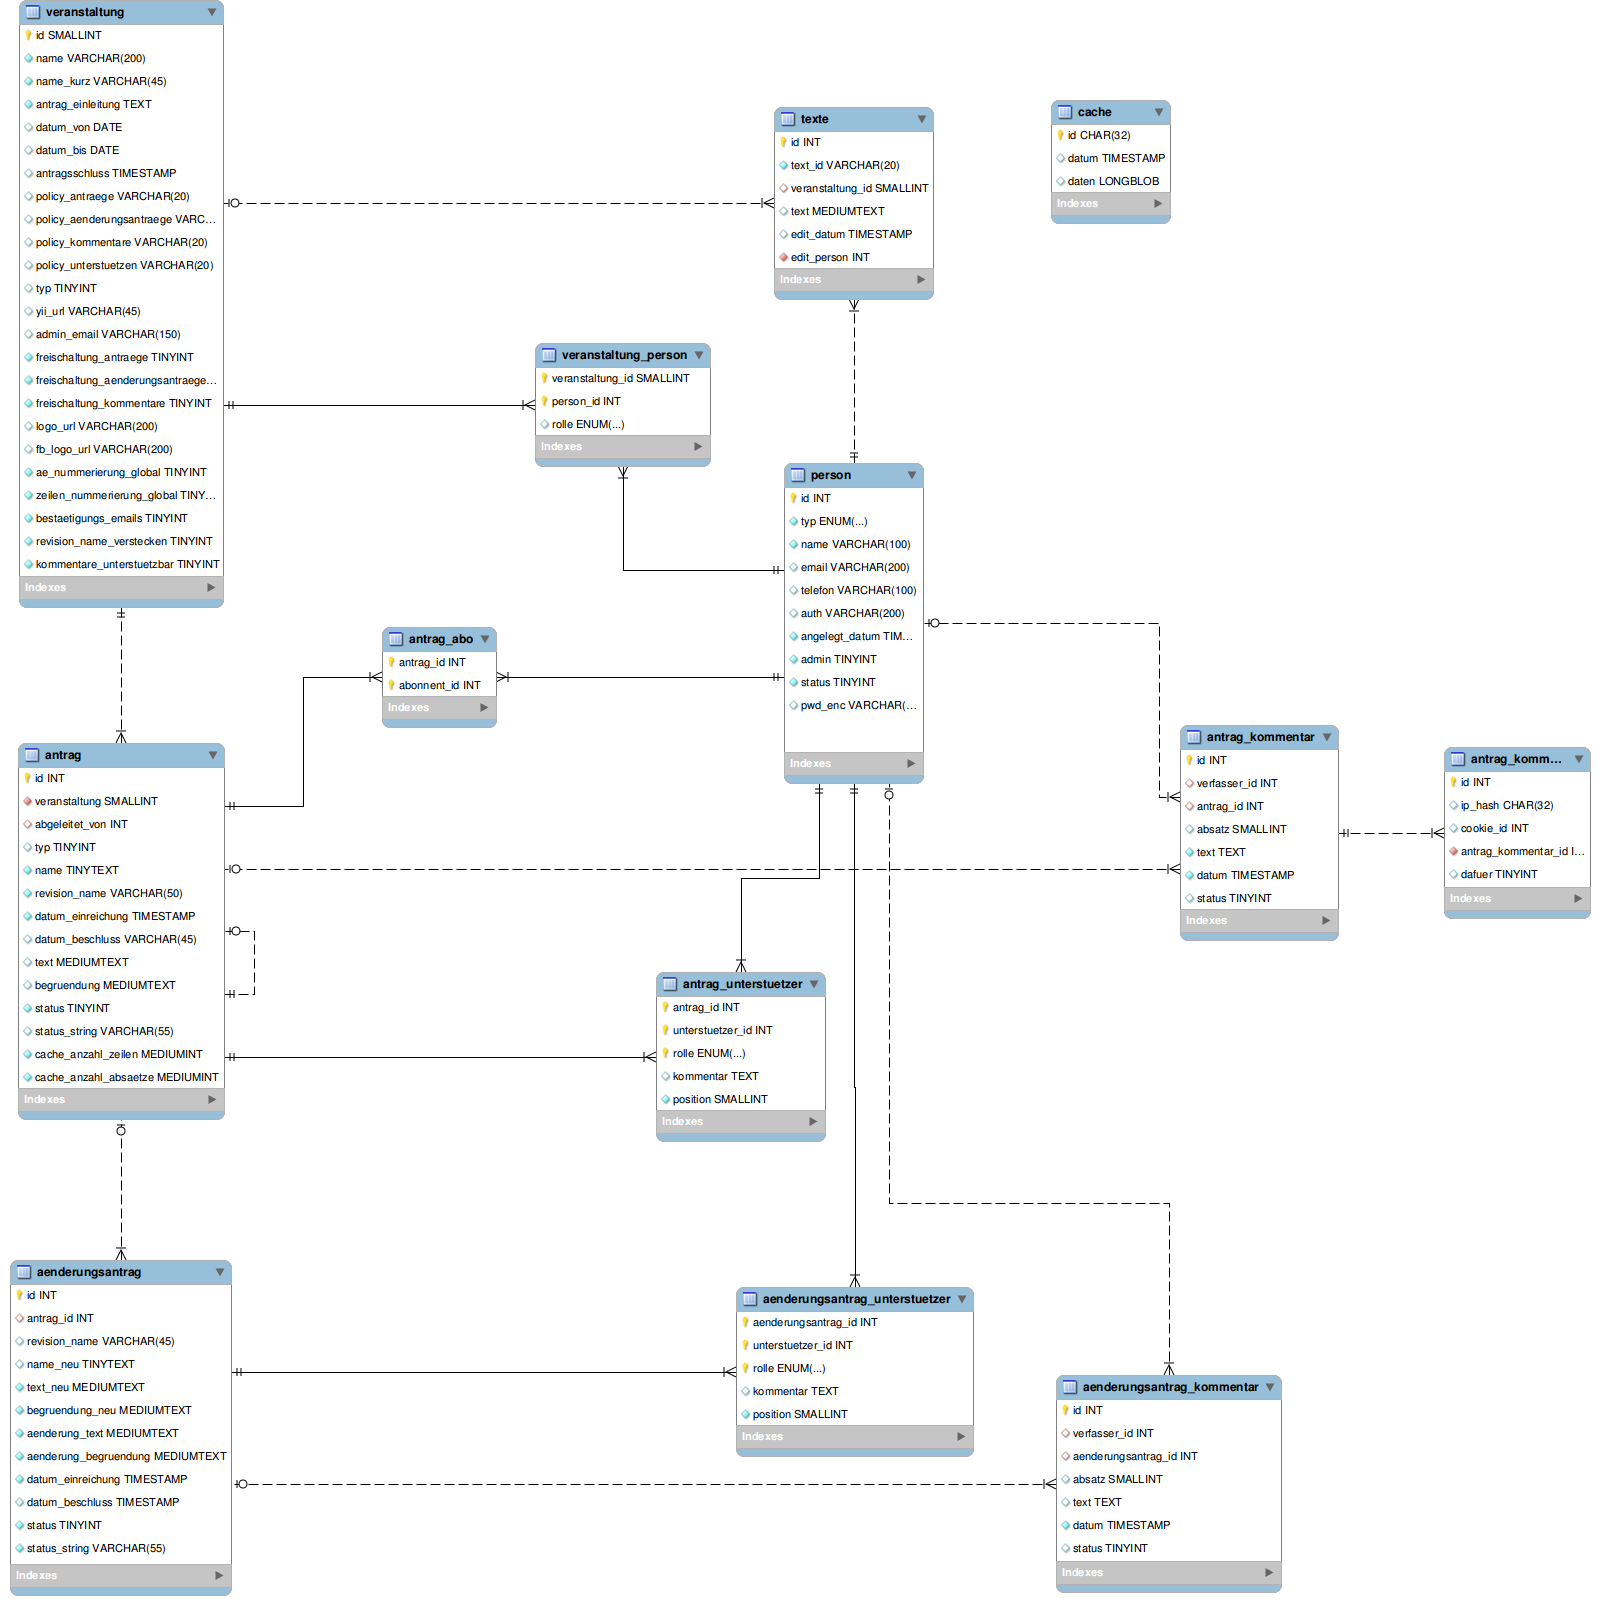 veranstaltung
id SMALLINT
name VARCHAR(200)
name_kurz VARCHAR(45)
antrag_einleitung TEXT
datum_von DATE
datum_bis DATE
antragsschluss TIMESTAMP
policy_antraege VARCHAR(20)
policy_aenderungsantraege VARC...
policy_kommentare VARCHAR(20)
policy_unterstuetzen VARCHAR(20)
typ TINYINT
yii_url VARCHAR(45)
admin_email VARCHAR(150)
freischaltung_antraege TINYINT
freischaltung_aenderungsantraege...
freischaltung_kommentare TINYINT
logo_url VARCHAR(200)
fb_logo_url VARCHAR(200)
ae_nummerierung_global TINYINT
zeilen_nummerierung_global TINY...
bestaetigungs_emails TINYINT
revision_name_verstecken TINYINT
kommentare_unterstuetzbar TINYINT
Indexes
texte
id INT
text_id VARCHAR(20)
veranstaltung_id SMALLINT
text MEDIUMTEXT
edit_datum TIMESTAMP
edit_person INT
Indexes
cache
id CHAR(32)
datum TIMESTAMP
daten LONGBLOB
Indexes
veranstaltung_person
veranstaltung_id SMALLINT
person_id INT
rolle ENUM(...)
Indexes
person
id INT
typ ENUM(...)
name VARCHAR(100)
email VARCHAR(200)
telefon VARCHAR(100)
auth VARCHAR(200)
angelegt_datum TIM...
admin TINYINT
status TINYINT
pwd_enc VARCHAR(...
Indexes
antrag_abo
antrag_id INT
abonnent_id INT
Indexes
antrag
id INT
veranstaltung SMALLINT
abgeleitet_von INT
typ TINYINT
name TINYTEXT
revision_name VARCHAR(50)
datum_einreichung TIMESTAMP
datum_beschluss VARCHAR(45)
text MEDIUMTEXT
begruendung MEDIUMTEXT
status TINYINT
status_string VARCHAR(55)
cache_anzahl_zeilen MEDIUMINT
cache_anzahl_absaetze MEDIUMINT
Indexes
antrag_kommentar
id INT
verfasser_id INT
antrag_id INT
absatz SMALLINT
text TEXT
datum TIMESTAMP
status TINYINT
Indexes
antrag_komm...
id INT
ip_hash CHAR(32)
cookie_id INT
antrag_kommentar_id I...
dafuer TINYINT
Indexes
antrag_unterstuetzer
antrag_id INT
unterstuetzer_id INT
rolle ENUM(...)
kommentar TEXT
position SMALLINT
Indexes
aenderungsantrag
id INT
antrag_id INT
revision_name VARCHAR(45)
name_neu TINYTEXT
text_neu MEDIUMTEXT
begruendung_neu MEDIUMTEXT
aenderung_text MEDIUMTEXT
aenderung_begruendung MEDIUMTEXT
datum_einreichung TIMESTAMP
datum_beschluss TIMESTAMP
status TINYINT
status_string VARCHAR(55)
Indexes
aenderungsantrag_unterstuetzer
aenderungsantrag_id INT
unterstuetzer_id INT
rolle ENUM(...)
kommentar TEXT
position SMALLINT
Indexes
aenderungsantrag_kommentar
id INT
verfasser_id INT
aenderungsantrag_id INT
absatz SMALLINT
text TEXT
datum TIMESTAMP
status TINYINT
Indexes